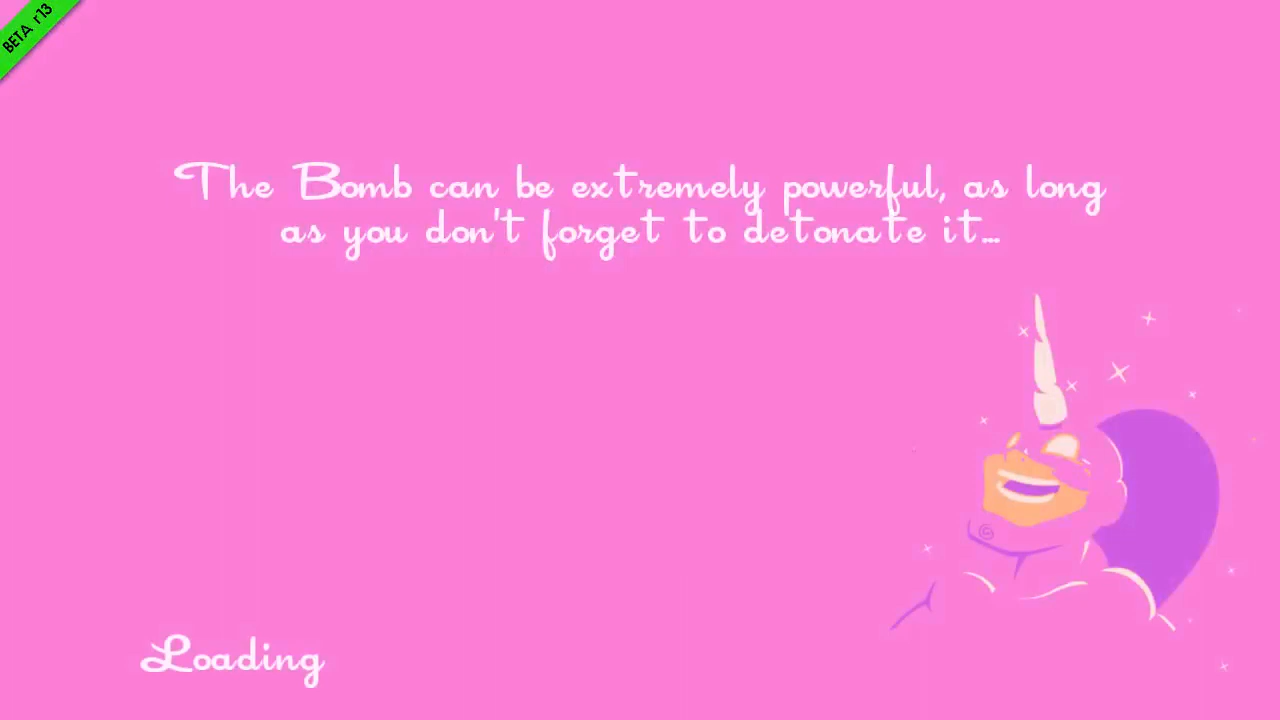 BETA r13
The Bomb can be extremely powerful, as long
as you don't forget to detonate it...
Loading